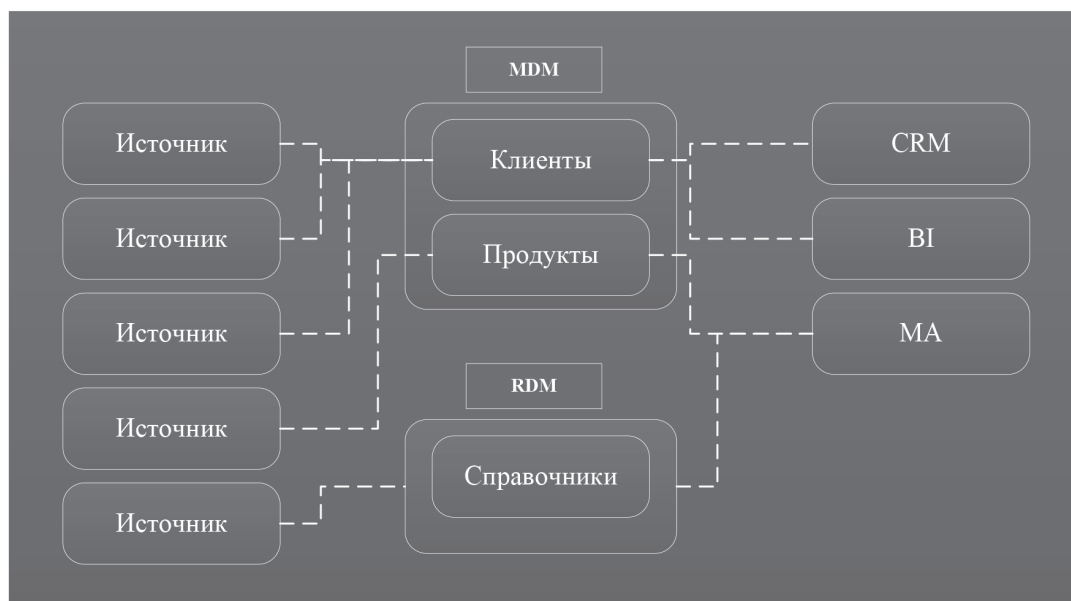 MDM
Источник
Источник
Источник
Источник
Источник
Клиенты
Продукты
RDM
Справочники
CRM
BI
MA